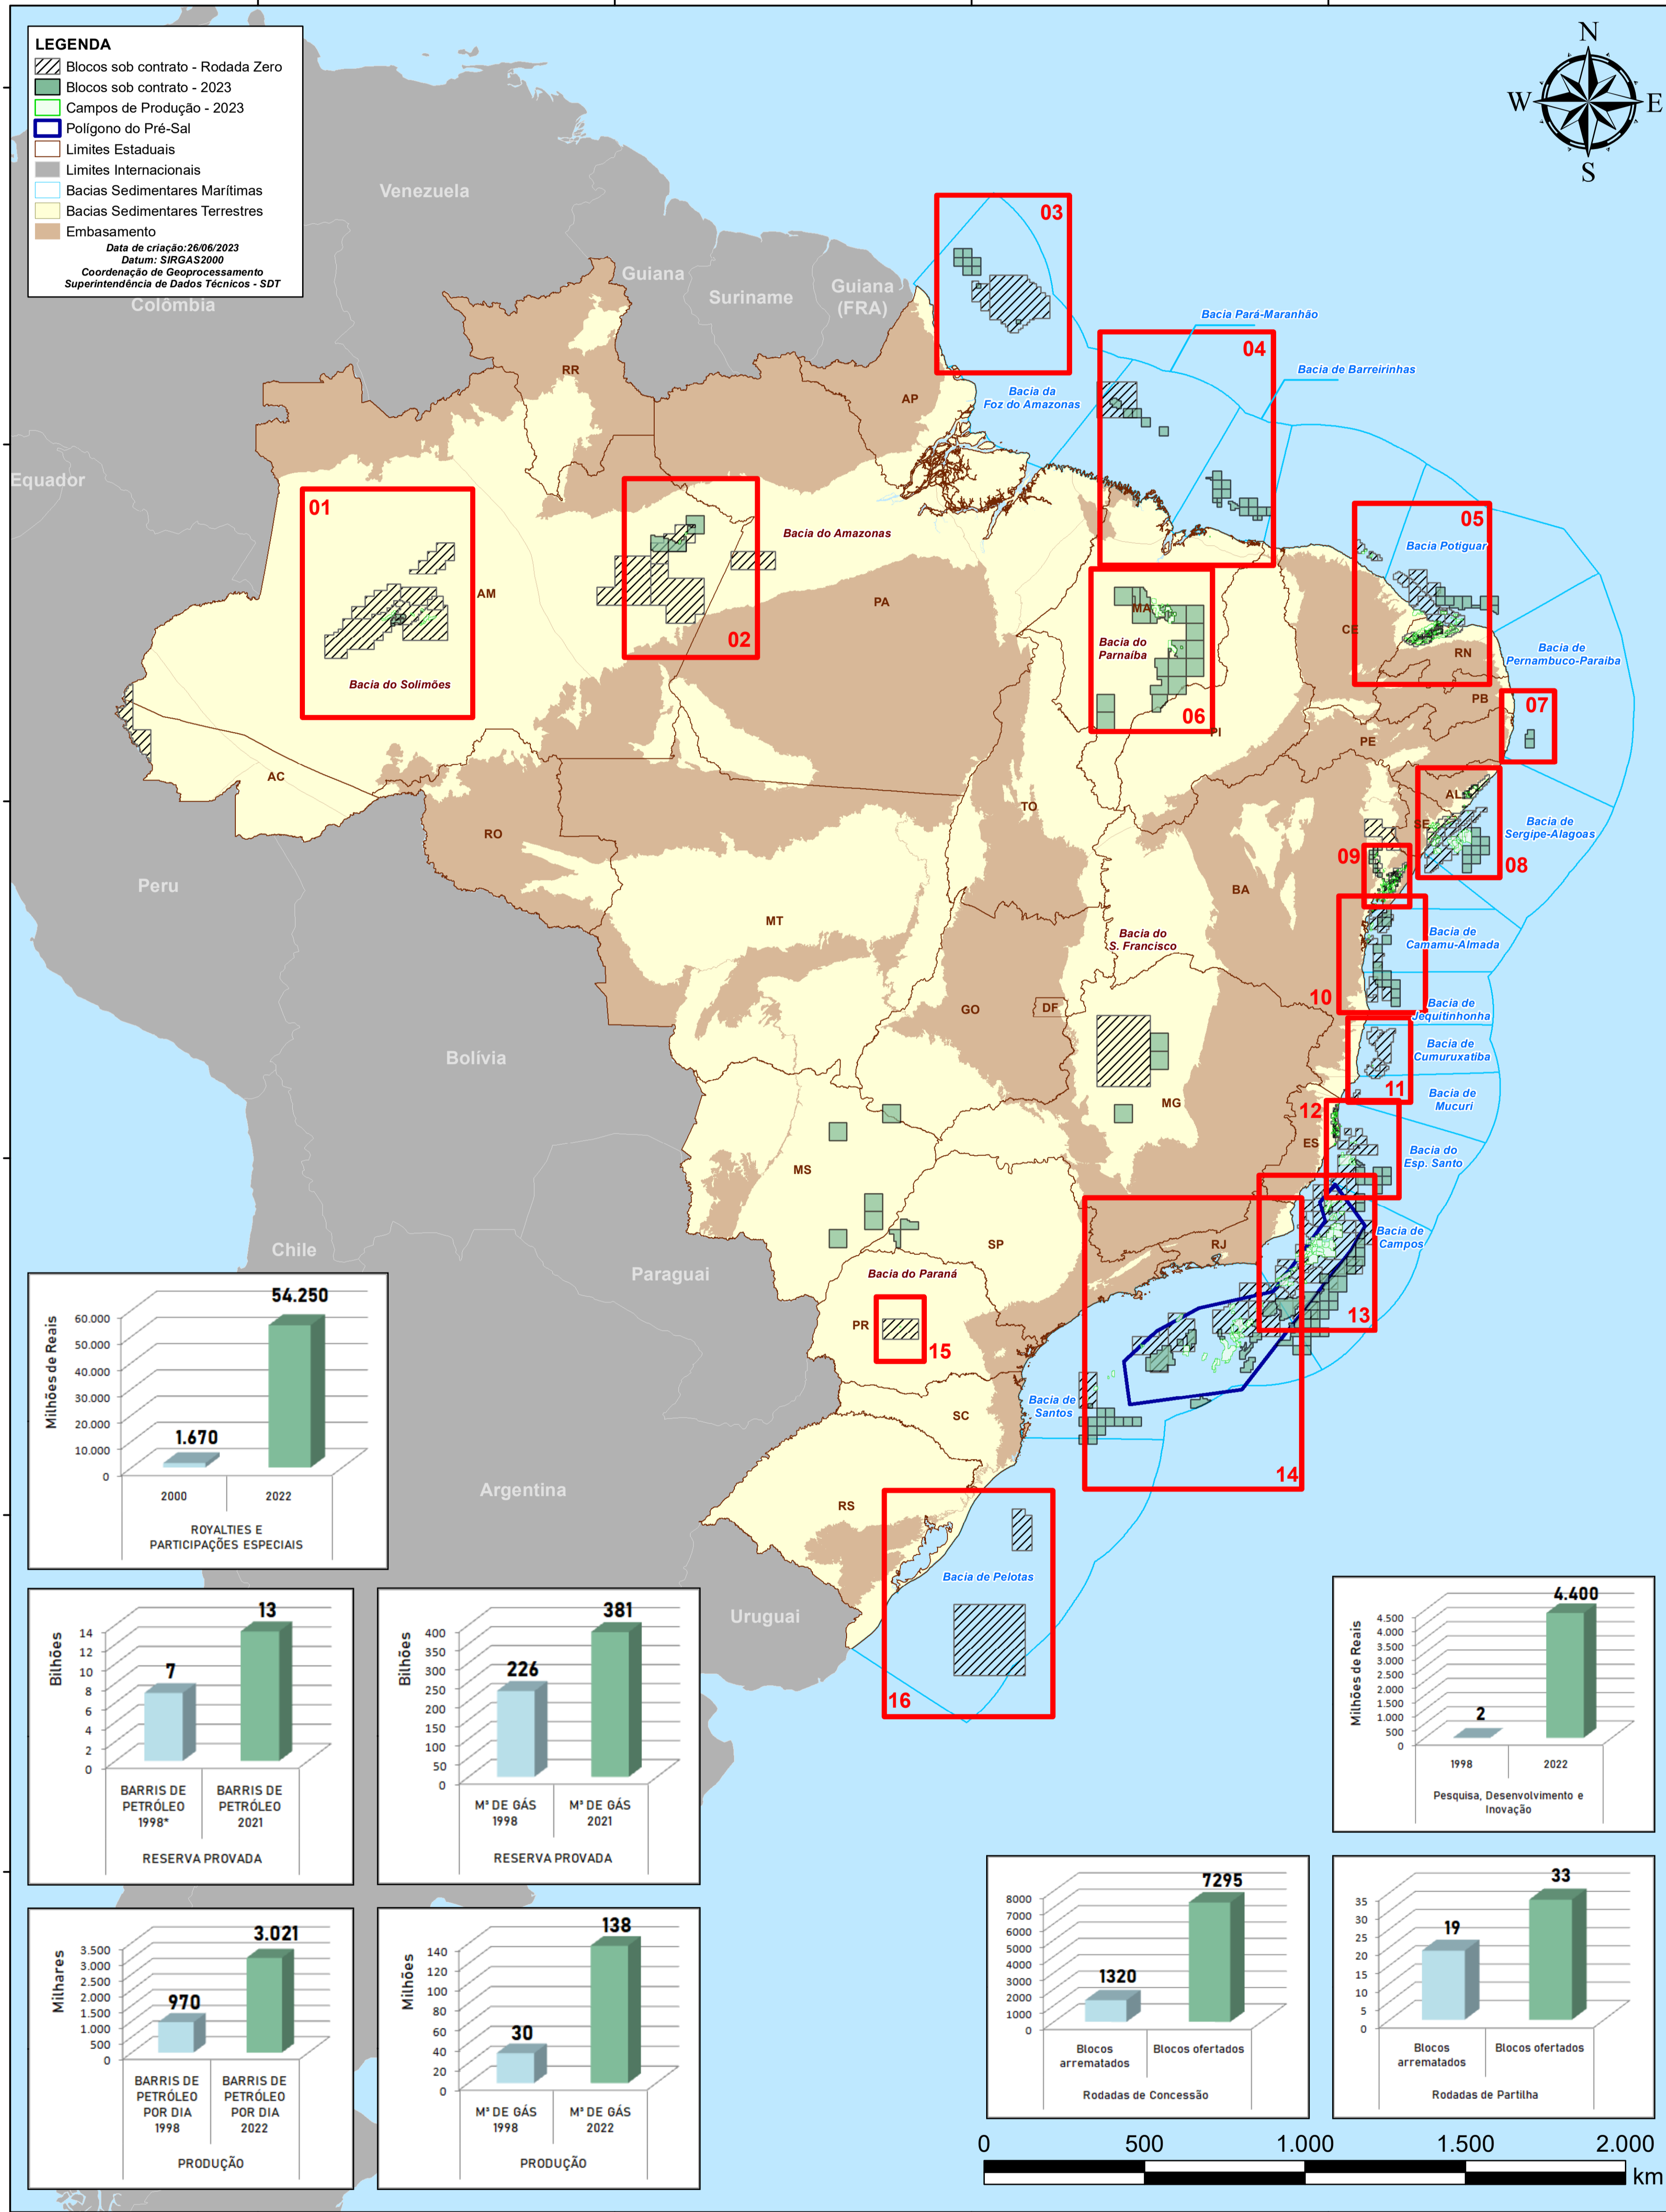 LEGENDA
Blocos sob contrato - Rodada Zero
Blocos sob contrato - 2023
Campos de Produção - 2023
Polígono do Pré-Sal
Limites Estaduais
Limites Internacionais
Bacias Sedimentares Marítimas
Bacias Sedimentares Terrestres
Embasamento
Data de criação:26/06/2023
Datum: SIRGAS2000
Coordenação de Geoprocessamento
Superintendência de Dados Técnicos - SDT
N
W
E
S
Venezuela
Colômbia
Guiana
Suriname
Guiana
(FRA)
Equador
Peru
Bolívia
Chile
Paraguai
Argentina
Uruguai
RR
AP
AM
PA
AC
RO
MT
TO
MA
PI
CE
RN
PB
PE
AL
SE
BA
GO
DF
MG
ES
MS
SP
RJ
PR
SC
RS
01
02
03
04
05
06
07
08
09
10
11
12
13
14
15
16
Bacia Pará-Maranhão
Bacia de Barreirinhas
Bacia da
Foz do Amazonas
Bacia Potiguar
Bacia do Amazonas
Bacia do Solimões
Bacia do
Parnaíba
Bacia de
Pernambuco-Paraiba
Bacia de
Sergipe-Alagoas
Bacia do
S. Francisco
Bacia de
Camamu-Almada
Bacia de
Jequitinhonha
Bacia de
Cumuruxatiba
Bacia de
Mucuri
Bacia do
Esp. Santo
Bacia de
Campos
Bacia do Paraná
Bacia de
Santos
Bacia de Pelotas
Milhões de Reais
60.000
50.000
40.000
30.000
20.000
10.000
0
1.670
54.250
2000
2022
ROYALTIES E
PARTICIPAÇÕES ESPECIAIS
Bilhões
14
12
10
8
6
4
2
0
7
13
BARRIS DE
PETRÓLEO
1998*
BARRIS DE
PETRÓLEO
2021
RESERVA PROVADA
Bilhões
400
350
300
250
200
150
100
50
0
226
381
M³ DE GÁS
1998
M³ DE GÁS
2021
RESERVA PROVADA
Milhares
3.500
3.000
2.500
2.000
1.500
1.000
500
0
970
3.021
BARRIS DE
PETRÓLEO
POR DIA
1998
BARRIS DE
PETRÓLEO
POR DIA
2022
PRODUÇÃO
Milhões
140
120
100
80
60
40
20
0
30
138
M³ DE GÁS
1998
M³ DE GÁS
2022
PRODUÇÃO
Milhões de Reais
4.500
4.000
3.500
3.000
2.500
2.000
1.500
1.000
500
0
2
4.400
1998
2022
Pesquisa, Desenvolvimento e
Inovação
8000
7000
6000
5000
4000
3000
2000
1000
0
1320
7295
Blocos
arrematados
Blocos ofertados
Rodadas de Concessão
35
30
25
20
15
10
5
0
19
33
Blocos
arrematados
Blocos ofertados
Rodadas de Partilha
0 500 1.000 1.500 2.000
km